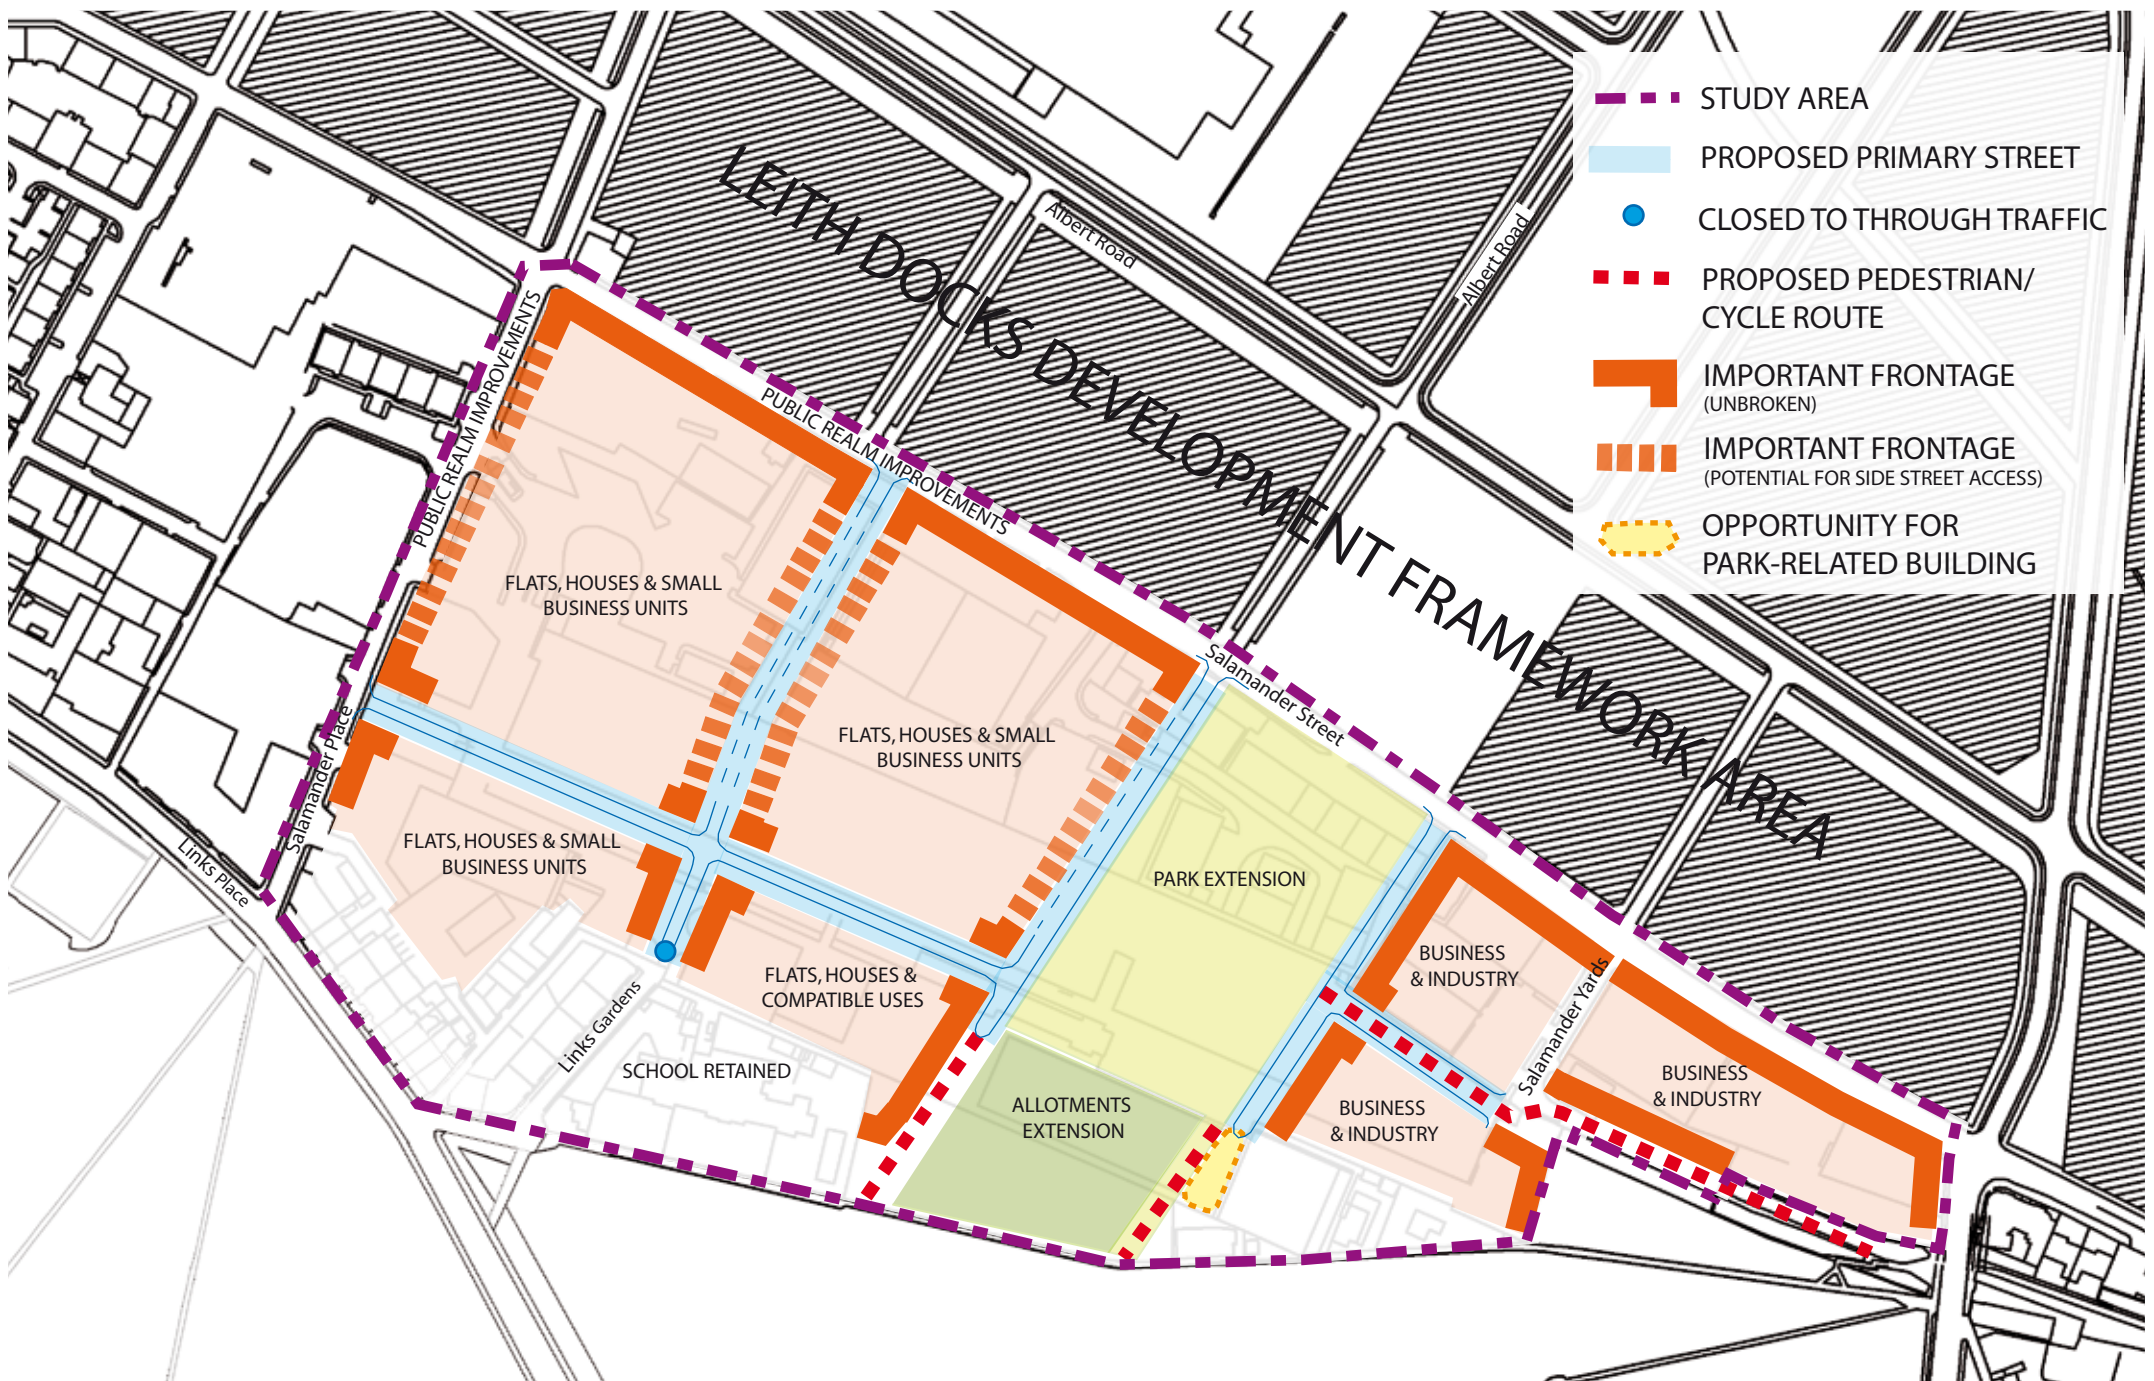 STUDY AREA
PROPOSED PRIMARY STREET
CLOSED TO THROUGH TRAFFIC
PROPOSED PEDESTRIAN/
CYCLE ROUTE
IMPORTANT FRONTAGE
(UNBROKEN)
IMPORTANT FRONTAGE
(POTENTIAL FOR SIDE STREET ACCESS)
OPPORTUNITY FOR
PARK-RELATED BUILDING
LEITH DOCKS DEVELOPMENT FRAMEWORK AREA
Albert Road
Albert Road
PUBLIC REALM IMPROVEMENTS
PUBLIC REALM IMPROVEMENTS
FLATS, HOUSES & SMALL
BUSINESS UNITS
Salamander Street
FLATS, HOUSES & SMALL
BUSINESS UNITS
Salamander Place
Links Place
FLATS, HOUSES & SMALL
BUSINESS UNITS
PARK EXTENSION
BUSINESS
& INDUSTRY
FLATS, HOUSES &
COMPATIBLE USES
Links Gardens
Salamander Yards
SCHOOL RETAINED
BUSINESS
& INDUSTRY
ALLOTMENTS
EXTENSION
BUSINESS
& INDUSTRY